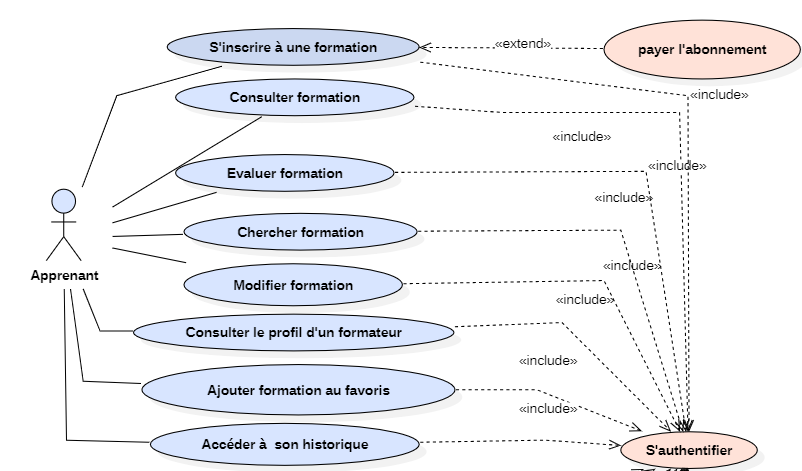 S'inscrire à une formation
«extend»
payer l'abonnement
Consulter formation
«include»
«include»
Evaluer formation
«include»
«include»
Chercher formation
«include»
Apprenant
Modifier formation
«include»
Consulter le profil d'un formateur
«include»
Ajouter formation au favoris
«include»
Accéder à  son historique
S'authentifier